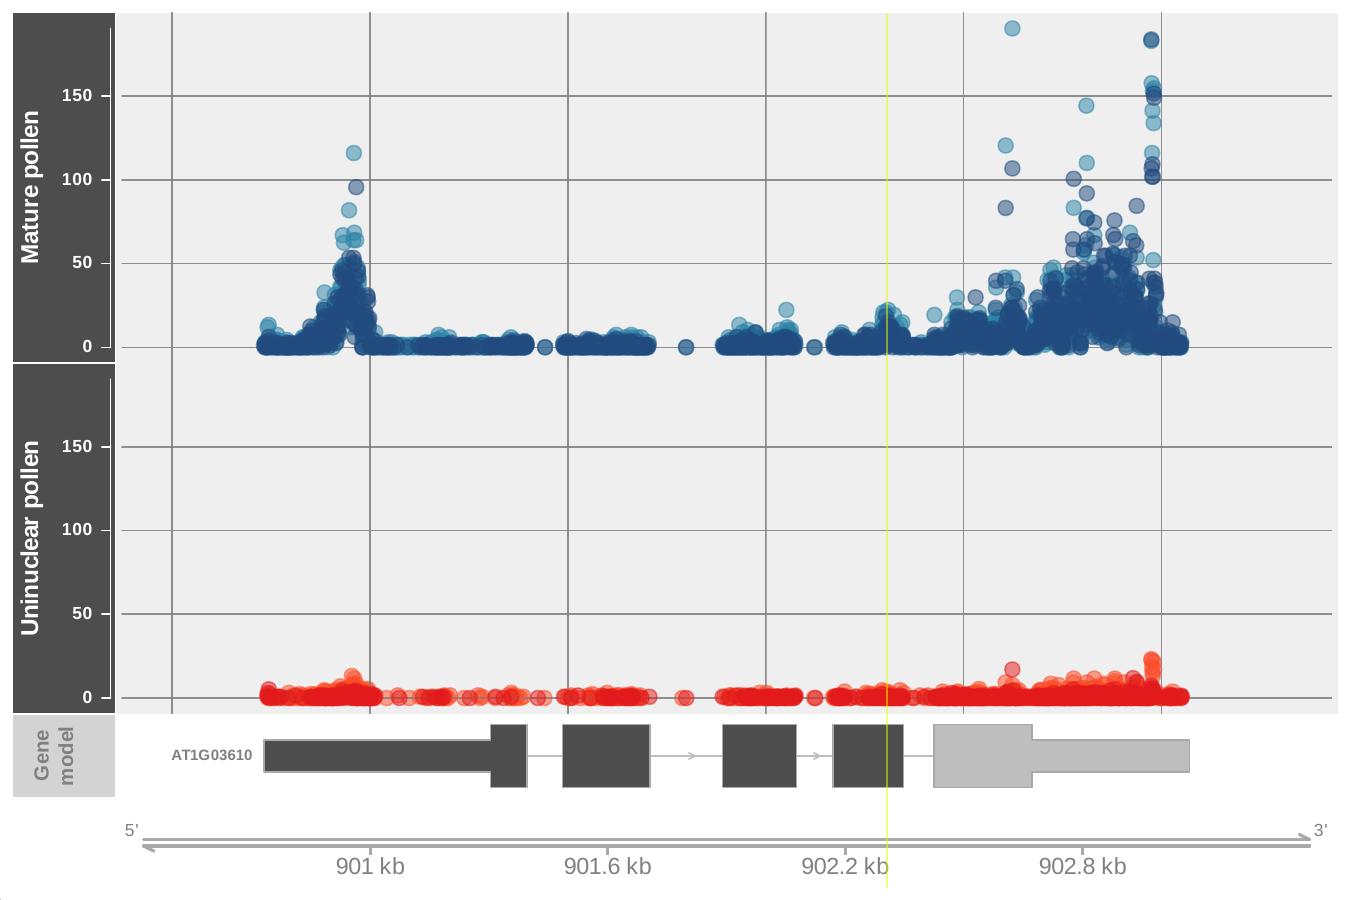 Mature pollen
150
100
50
0
Uninuclear pollen
150
100
50
0
Gene
model
AT1G03610
5'
3'
901 kb
901.6 kb
902.2 kb
902.8 kb